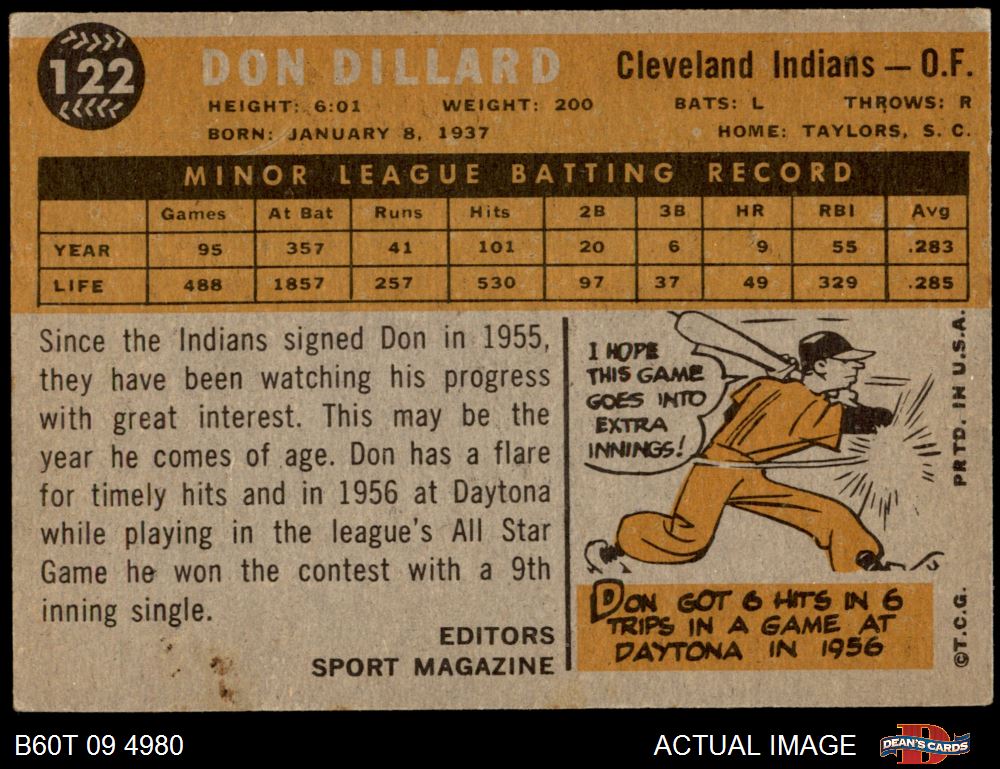 122
DON DILLARD
Cleveland Indians — O.F.
HEIGHT: 6:01 WEIGHT: 200 BATS: L THROWS: R
BORN: JANUARY 8, 1937 HOME: TAYLORS, S. C.
MINOR LEAGUE BATTING RECORD
Games At Bat Runs Hits 2B 3B HR RBI Avg
YEAR 95 357 41 101 20 6 9 55 .283
LIFE 488 1857 257 530 97 37 49 329 .285
Since the Indians signed Don in 1955,
they have been watching his progress
with great interest. This may be the
year he comes of age. Don has a flare
for timely hits and in 1956 at Daytona
while playing in the league's All Star
Game he won the contest with a 9th
inning single.
EDITORS
SPORT MAGAZINE
I HOPE
THIS GAME
GOES INTO
EXTRA
INNINGS!
DON GOT 6 HITS IN 6
TRIPS IN A GAME AT
DAYTONA IN 1956
©T.C.G. PRTD. IN U.S.A.
B60T 09 4980
ACTUAL IMAGE
DEAN'S CARDS